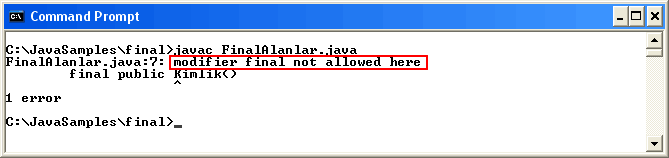 Command Prompt
C:\JavaSamples\final>javac FinalAlanlar.java
FinalAlanlar.java:7: modifier final not allowed here
final public Kimlik()
^
1 error
C:\JavaSamples\final>_